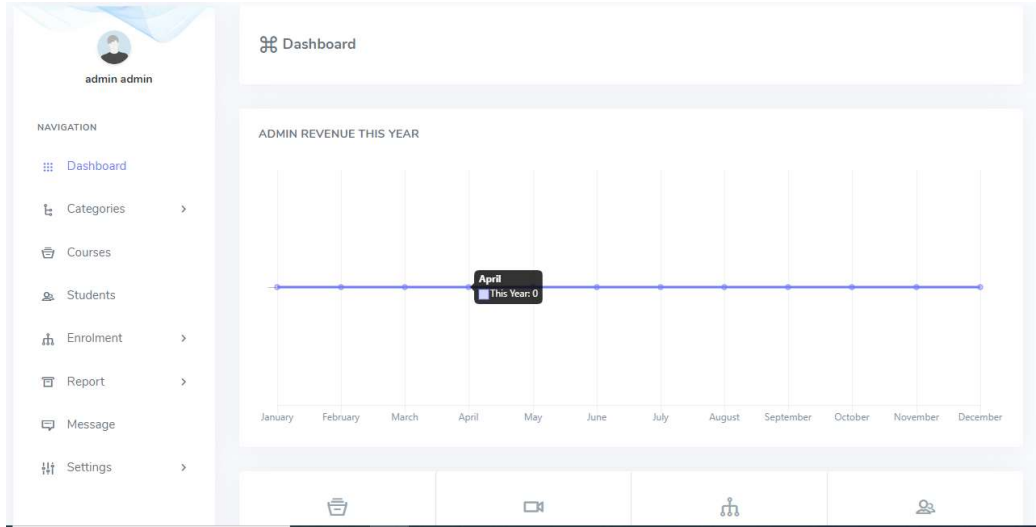 admin admin
NAVIGATION
Dashboard
Categories
Courses
Students
Enrolment
Report
Message
Settings
Dashboard
ADMIN REVENUE THIS YEAR
April
This Year: 0
January February March April May June July August September October November December